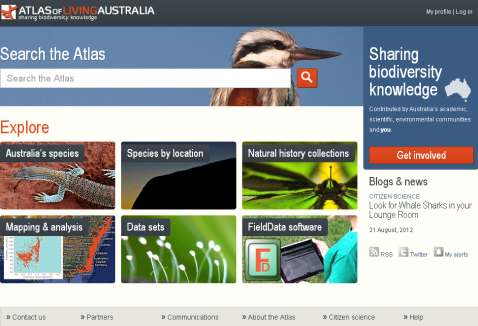 ATLAS OF LIVING AUSTRALIA
sharing biodiversity knowledge
My profile | Log in
Search the Atlas
Search the Atlas
Sharing
biodiversity
knowledge
Contributed by Australia's academic,
scientific, environmental communities
and you.
Get involved
Explore
Australia's species
Species by location
Natural history collections
Mapping & analysis
Data sets
FieldData software
FD
Blogs & news
CITIZEN SCIENCE
Look for Whale Sharks in your
Lounge Room
21 August, 2012
RSS
Twitter
My alerts
» Contact us
» Partners
» Communications
» About the Atlas
» Citizen science
» Help